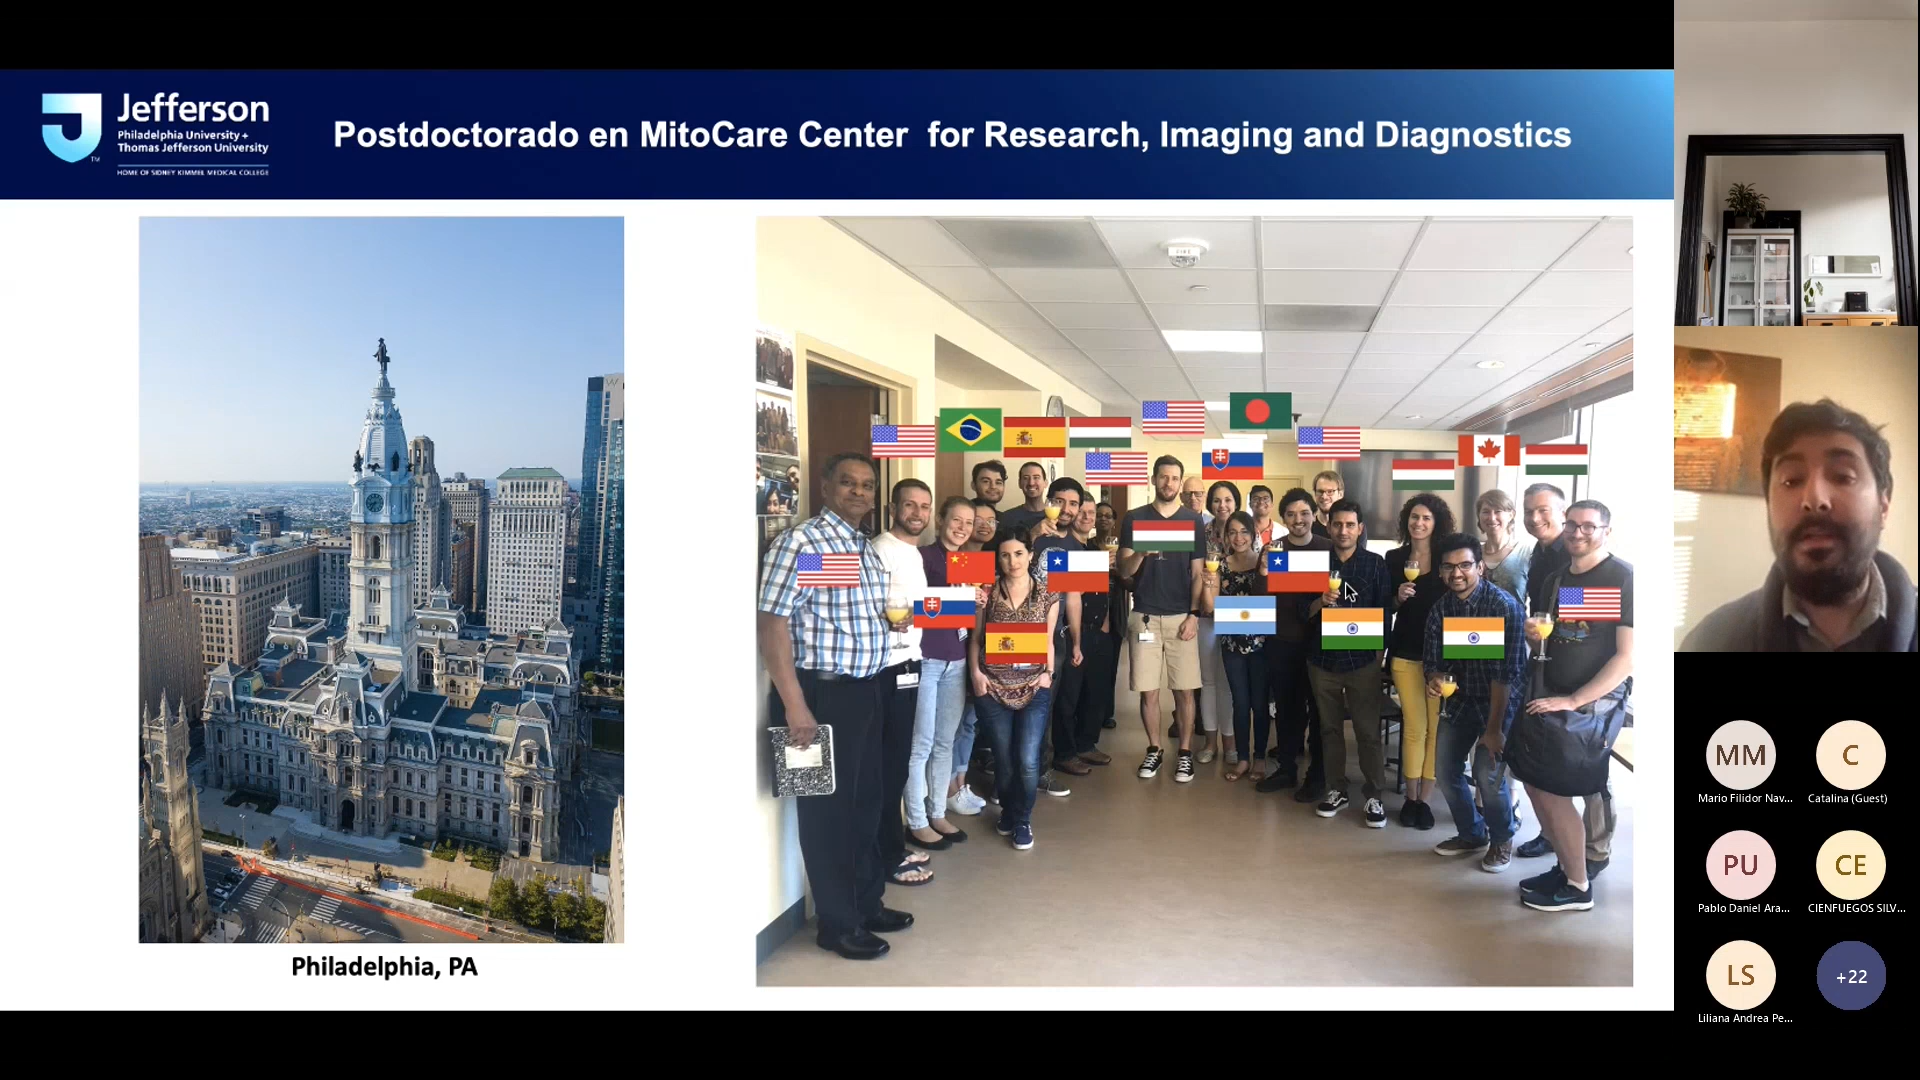 Jefferson
Philadelphia University +
Thomas Jefferson University
HOME OF SIDNEY KIMMEL MEDICAL COLLEGE
TM
Postdoctorado en MitoCare Center for Research, Imaging and Diagnostics
W
FIRE
Philadelphia, PA
MM
C
Mario Filidor Nav...
Catalina (Guest)
PU
CE
Pablo Daniel Ara...
CIENFUEGOS SILV...
LS
+22
Liliana Andrea Pe...